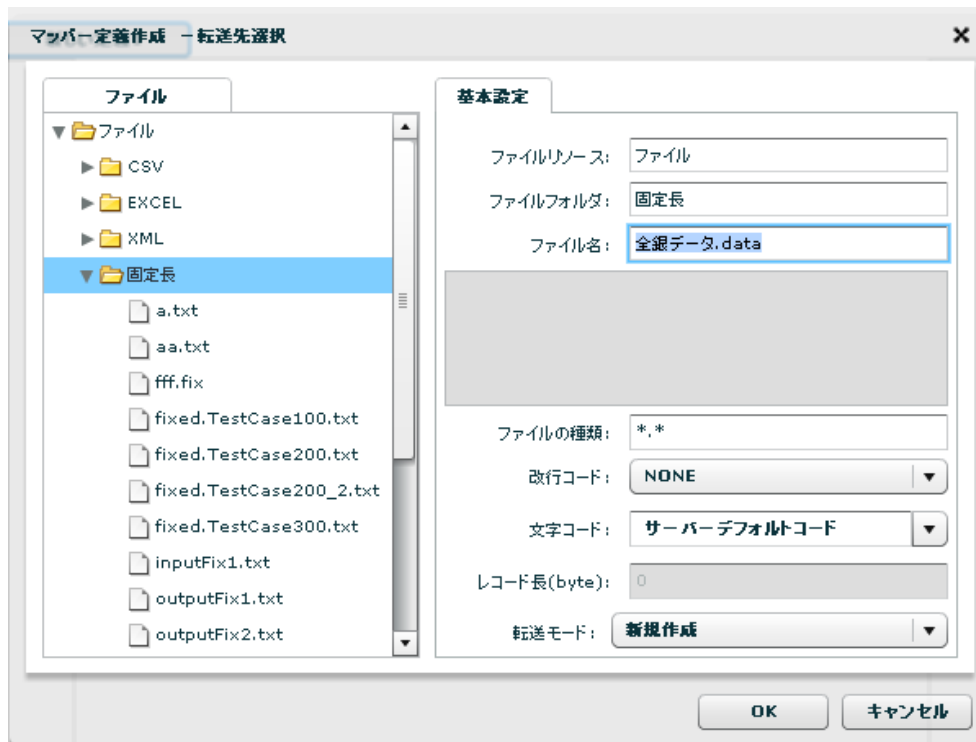 マッパー定義作成 －転送先選択
ファイル
ファイル
CSV
EXCEL
XML
固定長
a.txt
aa.txt
fff.fix
fixed.TestCase100.txt
fixed.TestCase200.txt
fixed.TestCase200_2.txt
fixed.TestCase300.txt
inputFix1.txt
outputFix1.txt
outputFix2.txt
基本設定
ファイルリソース: ファイル
ファイルフォルダ: 固定長
ファイル名: 全銀データ.data
ファイルの種類: *.*
改行コード: NONE
文字コード: サーバーデフォルトコード
レコード長(byte): 0
転送モード: 新規作成
OK キャンセル